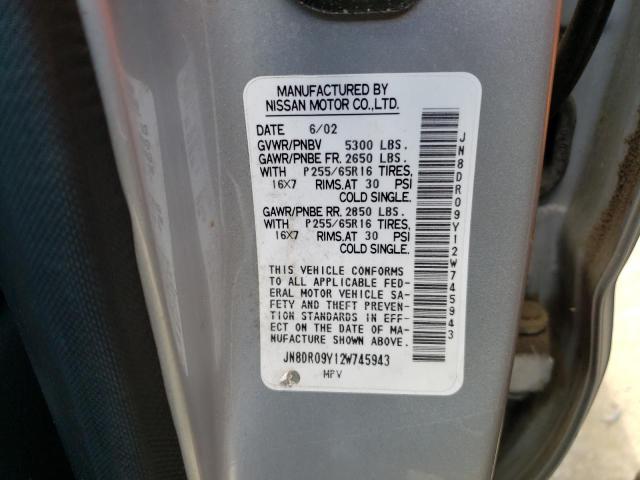 MANUFACTURED BY
NISSAN MOTOR CO.,LTD.
DATE 6/02
GVWR/PNBV 5300 LBS.
GAWR/PNBE FR. 2650 LBS.
WITH P255/65R16 TIRES,
16X7 RIMS,AT 30 PSI
COLD SINGLE.
GAWR/PNBE RR. 2850 LBS.
WITH P255/65R16 TIRES,
16X7 RIMS,AT 30 PSI
COLD SINGLE.
THIS VEHICLE CONFORMS
TO ALL APPLICABLE FED-
ERAL MOTOR VEHICLE SA-
FETY AND THEFT PREVEN-
TION STANDARDS IN EFF-
ECT ON THE DATE OF MA-
NUFACTURE SHOWN ABOVE.
JN8DR09Y12W745943
MPV
JN8DR09Y12W745943